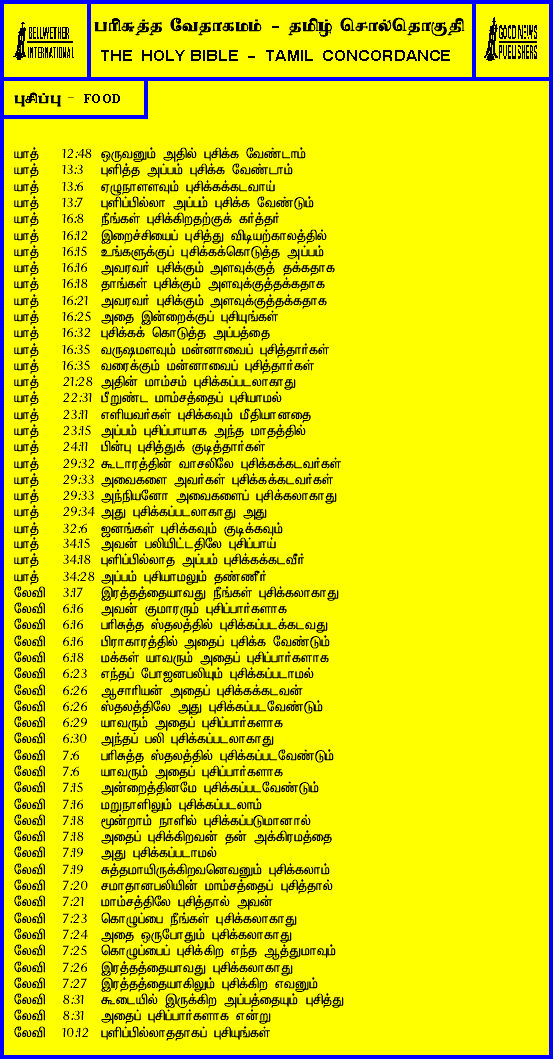 BELLWETHER
INTERNATIONAL
பரிசுத்த வேதாகமம் - தமிழ் சொல்தொகுதி
THE HOLY BIBLE - TAMIL CONCORDANCE
GOOD NEWS
PUBLISHERS
புசிப்பு - FOOD
யாத் 12:48 ஒருவனும் அதில் புசிக்க வேண்டாம்
யாத் 13:3 புளித்த அப்பம் புசிக்க வேண்டாம்
யாத் 13:6 ஏழுநாளளவும் புசிக்கக்கடவாய்
யாத் 13:7 புளிப்பில்லா அப்பம் புசிக்க வேண்டும்
யாத் 16:8 நீங்கள் புசிக்கிறதற்குக் கர்த்தர்
யாத் 16:12 இறைச்சியைப் புசித்து விடியற்காலத்தில்
யாத் 16:15 உங்களுக்குப் புசிக்கக்கொடுத்த அப்பம்
யாத் 16:16 அவரவர் புசிக்கும் அளவுக்குத் தக்கதாக
யாத் 16:18 தாங்கள் புசிக்கும் அளவுக்குத்தக்கதாக
யாத் 16:21 அவரவர் புசிக்கும் அளவுக்குத்தக்கதாக
யாத் 16:25 அதை இன்றைக்குப் புசியுங்கள்
யாத் 16:32 புசிக்கக் கொடுத்த அப்பத்தை
யாத் 16:35 வருஷமளவும் மன்னாவைப் புசித்தார்கள்
யாத் 16:35 வரைக்கும் மன்னாவைப் புசித்தார்கள்
யாத் 21:28 அதின் மாம்சம் புசிக்கப்படலாகாது
யாத் 22:31 பீறுண்ட மாம்சத்தைப் புசியாமல்
யாத் 23:11 எளியவர்கள் புசிக்கவும் மீதியானதை
யாத் 23:15 அப்பம் புசிப்பாயாக அந்த மாதத்தில்
யாத் 24:11 பின்பு புசித்துக் குடித்தார்கள்
யாத் 29:32 கூடாரத்தின் வாசலிலே புசிக்கக்கடவர்கள்
யாத் 29:33 அவைகளை அவர்கள் புசிக்கக்கடவர்கள்
யாத் 29:33 அந்நியனோ அவைகளைப் புசிக்கலாகாது
யாத் 29:34 அது புசிக்கப்படலாகாது அது
யாத் 32:6 ஜனங்கள் புசிக்கவும் குடிக்கவும்
யாத் 34:15 அவன் பலியிட்டதிலே புசிப்பாய்
யாத் 34:18 புளிப்பில்லாத அப்பம் புசிக்கக்கடவீர்
யாத் 34:28 அப்பம் புசியாமலும் தண்ணீர்
லேவி 3:17 இரத்தத்தையாவது நீங்கள் புசிக்கலாகாது
லேவி 6:16 அவன் குமாரரும் புசிப்பார்களாக
லேவி 6:16 பரிசுத்த ஸ்தலத்தில் புசிக்கப்படக்கடவது
லேவி 6:16 பிராகாரத்தில் அதைப் புசிக்க வேண்டும்
லேவி 6:18 மக்கள் யாவரும் அதைப் புசிப்பார்களாக
லேவி 6:23 எந்தப் போஜனபலியும் புசிக்கப்படாமல்
லேவி 6:26 ஆசாரியன் அதைப் புசிக்கக்கடவன்
லேவி 6:26 ஸ்தலத்திலே அது புசிக்கப்படவேண்டும்
லேவி 6:29 யாவரும் அதைப் புசிப்பார்களாக
லேவி 6:30 அந்தப் பலி புசிக்கப்படலாகாது
லேவி 7:6 பரிசுத்த ஸ்தலத்தில் புசிக்கப்படவேண்டும்
லேவி 7:6 யாவரும் அதைப் புசிப்பார்களாக
லேவி 7:15 அன்றைத்தினமே புசிக்கப்படவேண்டும்
லேவி 7:16 மறுநாளிலும் புசிக்கப்படலாம்
லேவி 7:18 மூன்றாம் நாளில் புசிக்கப்படுமானால்
லேவி 7:18 அதைப் புசிக்கிறவன் தன் அக்கிரமத்தை
லேவி 7:19 அது புசிக்கப்படாமல்
லேவி 7:19 சுத்தமாயிருக்கிறவனெவனும் புசிக்கலாம்
லேவி 7:20 சமாதானபலியின் மாம்சத்தைப் புசித்தால்
லேவி 7:21 மாம்சத்திலே புசித்தால் அவன்
லேவி 7:23 கொழுப்பை நீங்கள் புசிக்கலாகாது
லேவி 7:24 அதை ஒருபோதும் புசிக்கலாகாது
லேவி 7:25 கொழுப்பைப் புசிக்கிற எந்த ஆத்துமாவும்
லேவி 7:26 இரத்தத்தையாவது புசிக்கலாகாது
லேவி 7:27 இரத்தத்தையாகிலும் புசிக்கிற எவனும்
லேவி 8:31 கூடையில் இருக்கிற அப்பத்தையும் புசித்து
லேவி 8:31 அதைப் புசிப்பார்களாக என்று
லேவி 10:12 புளிப்பில்லாததாகப் புசியுங்கள்